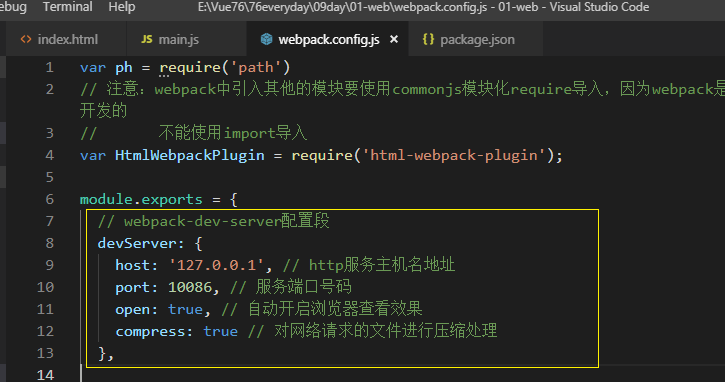 ebug Terminal Help E:\Vue76\76everyday\09day\01-web\webpack.config.js - 01-web - Visual Studio Code
index.html JS main.js webpack.config.js × {} package.json
1 var ph = require('path')
2 // 注意：webpack中引入其他的模块要使用commonjs模块化require导入，因为webpack是
开发的
3 // 不能使用import导入
4 var HtmlWebpackPlugin = require('html-webpack-plugin');
5
6 module.exports = {
7 // webpack-dev-server配置段
8 devServer: {
9 host: '127.0.0.1', // http服务主机名地址
10 port: 10086, // 服务端口号码
11 open: true, // 自动开启浏览器查看效果
12 compress: true // 对网络请求的文件进行压缩处理
13 },
14